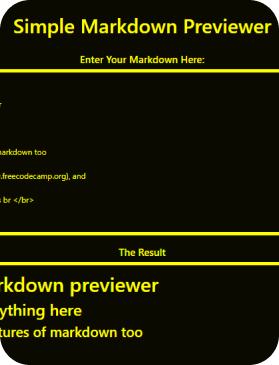 Simple Markdown Previewer
Enter Your Markdown Here:
markdown too
.freecodecamp.org), and
br </br>
The Result
rkdown previewer
ything here
tures of markdown too